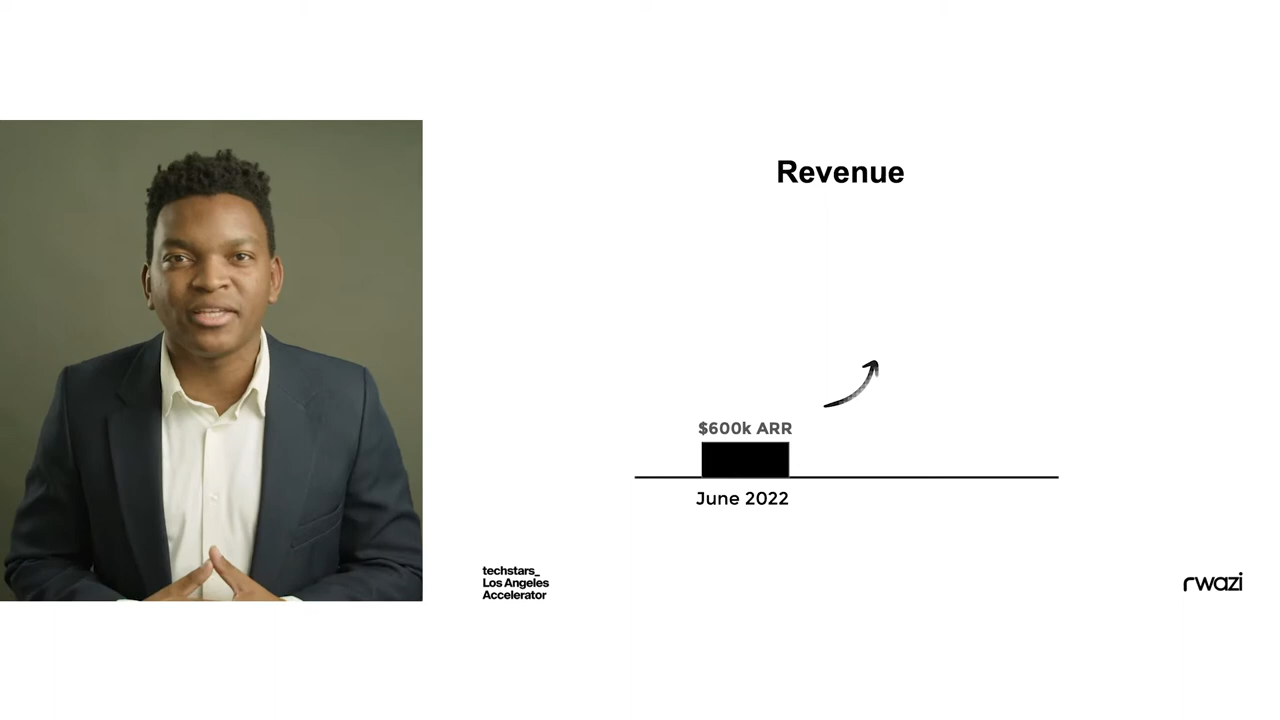 Revenue
$600k ARR
June 2022
techstars_
Los Angeles
Accelerator
rwazi